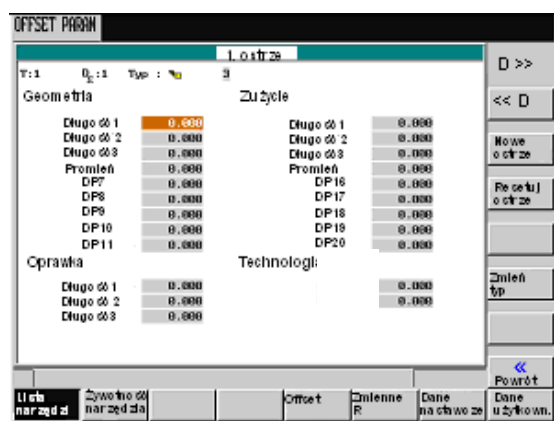 OFFSET PARAM
1. ostrze
T:1 D:1 Typ : 3
D >>
Geometria Zużycie
<< D
Długość 1 0.000 Długość 1 0.000
Długość 2 0.000 Długość 2 0.000
Nowe ostrze
Długość 3 0.000 Długość 3 0.000
Promień 0.000 Promień 0.000
DP7 0.000 DP16 0.000
Resetuj ostrze
DP8 0.000 DP17 0.000
DP9 0.000 DP18 0.000
DP10 0.000 DP19 0.000
DP11 0.000 DP20 0.000
Oprawka Technologi
Długość 1 0.000 0.000
Zmień typ
Długość 2 0.000 0.000
Długość 3 0.000
« Powrót
Lista narzędzi Żywotność narzędzia Offset Zmienne R Dane nastawcze Dane użytkown.